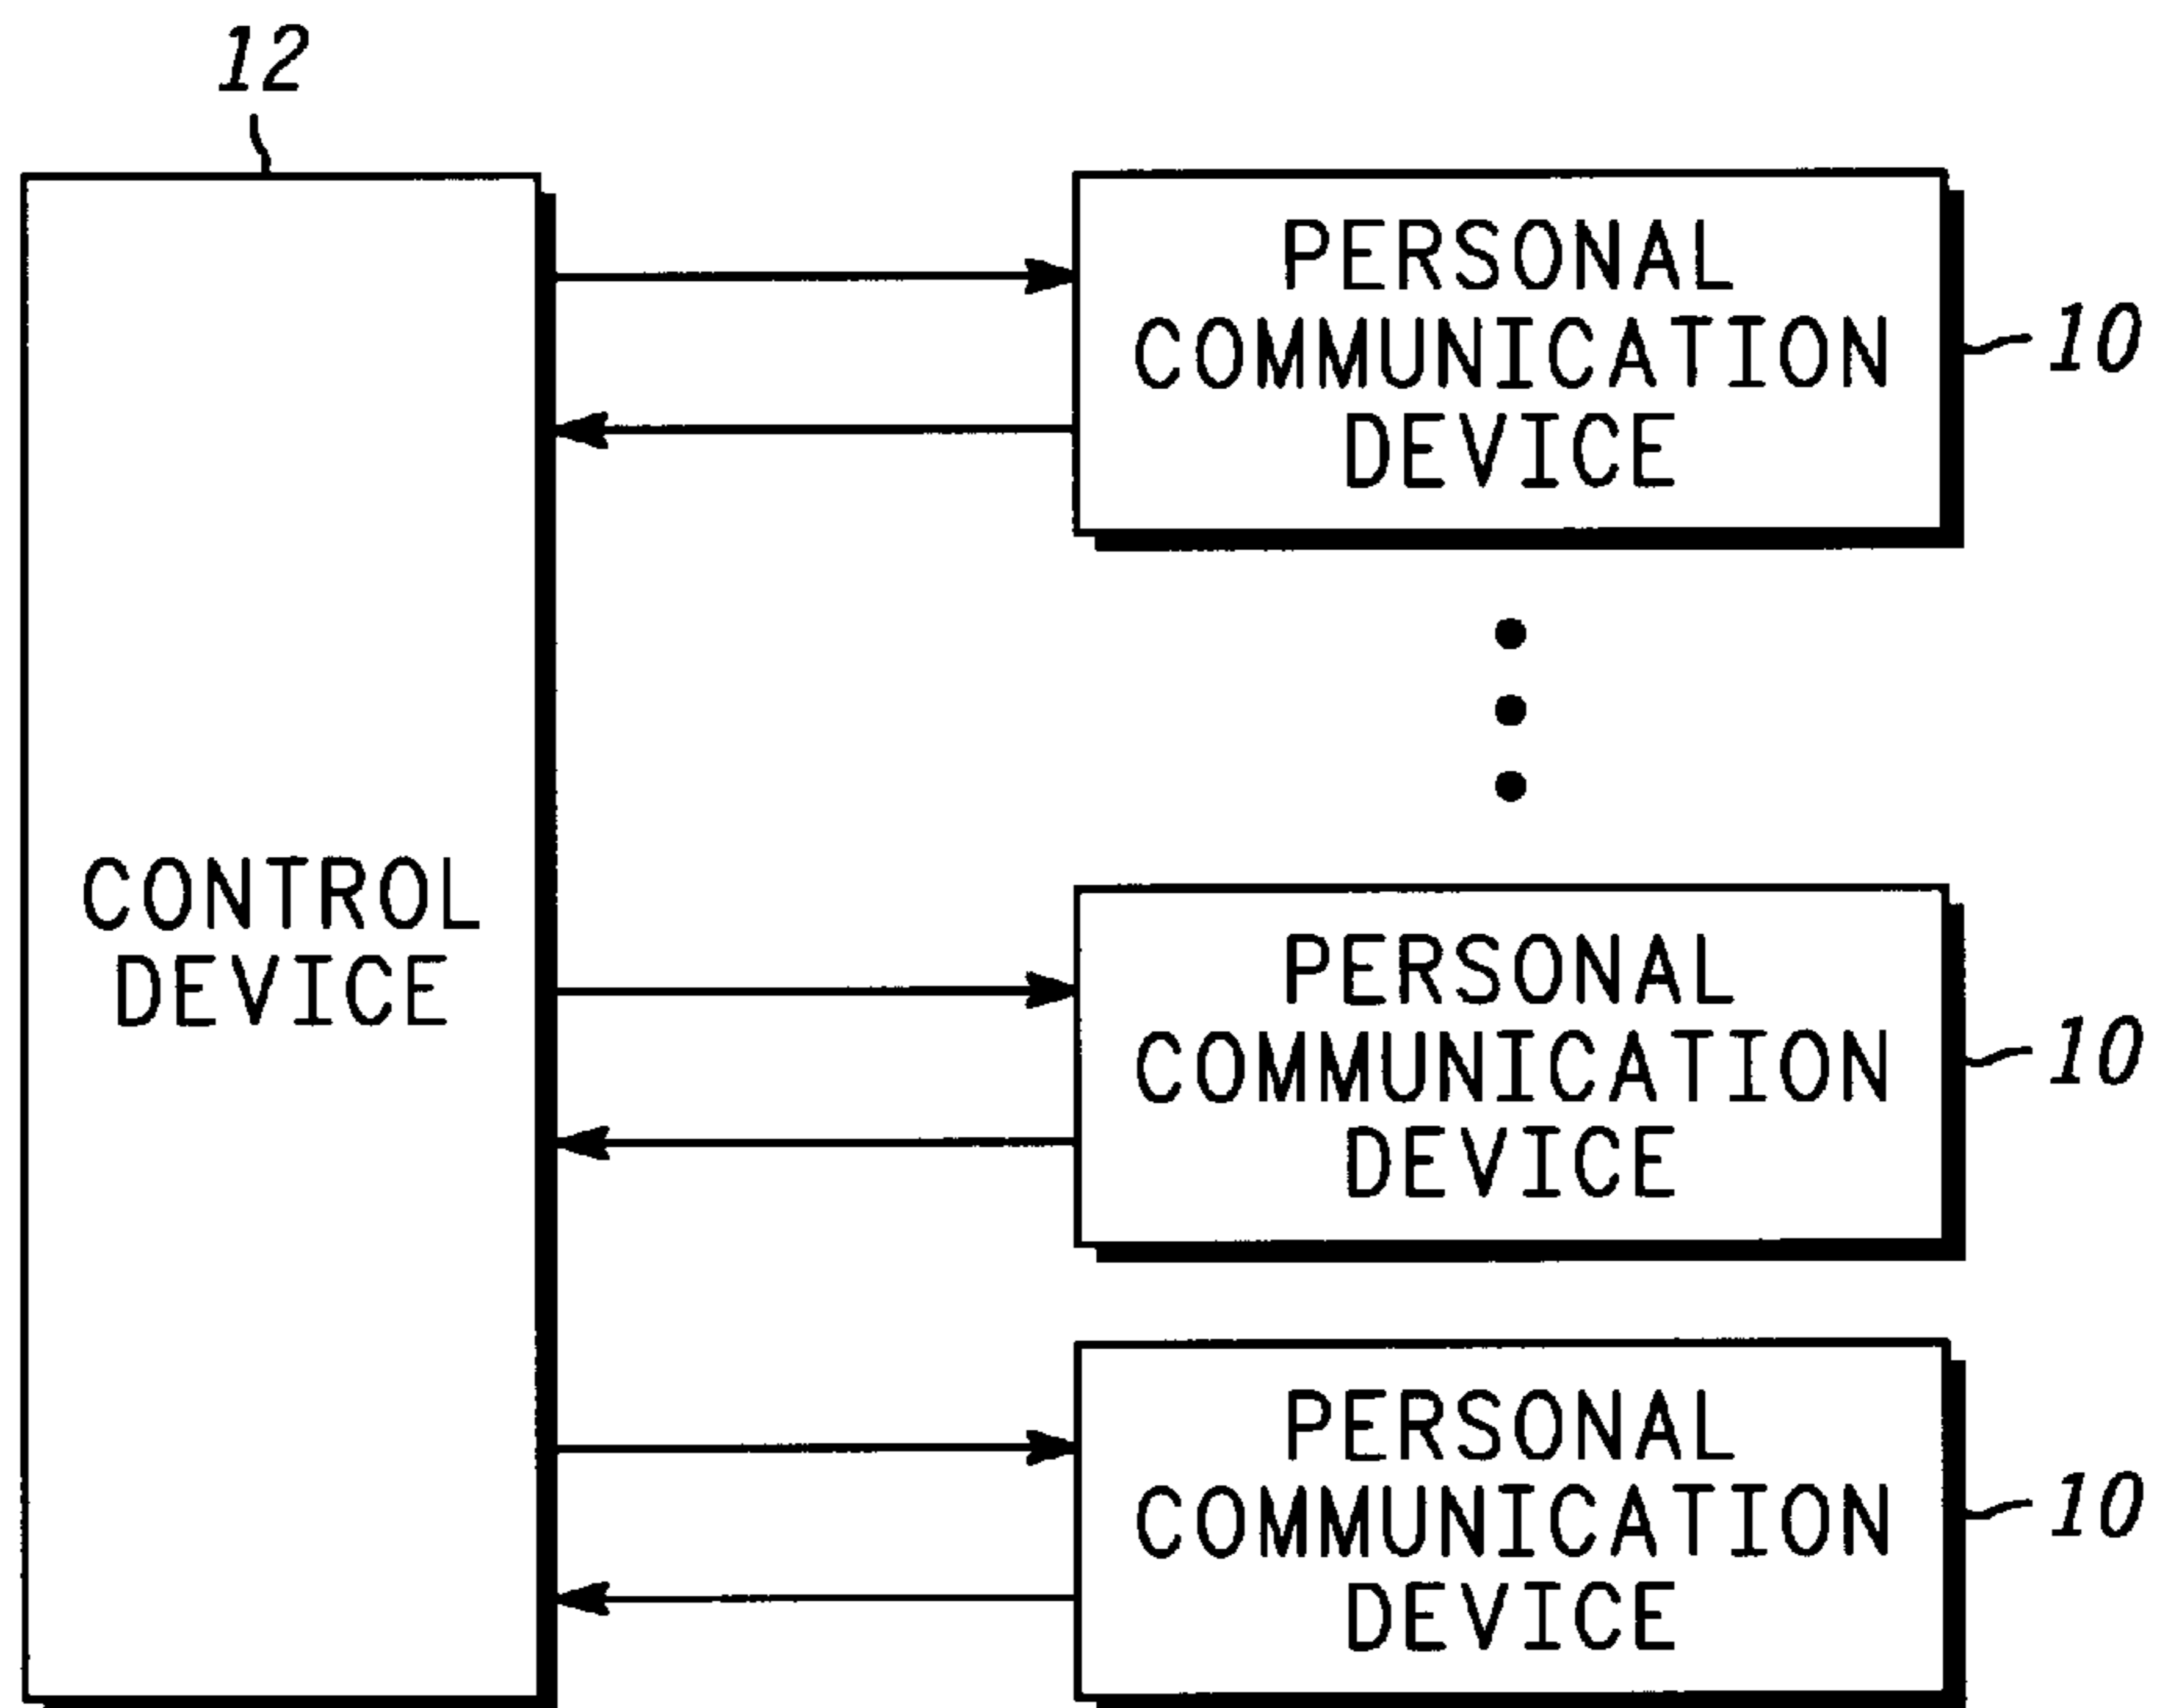 12
PERSONAL
COMMUNICATION
DEVICE
10
CONTROL
DEVICE
PERSONAL
COMMUNICATION
DEVICE
10
PERSONAL
COMMUNICATION
DEVICE
10